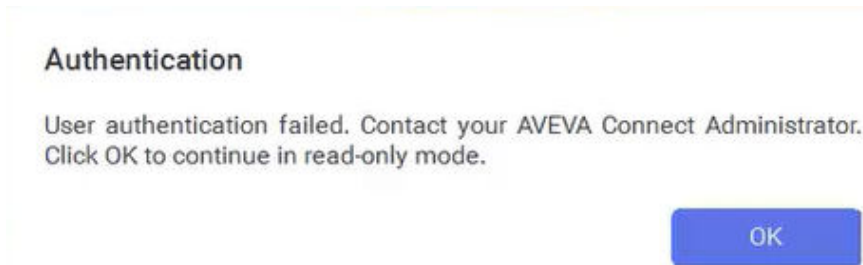 Authentication
User authentication failed. Contact your AVEVA Connect Administrator.
Click OK to continue in read-only mode.
OK